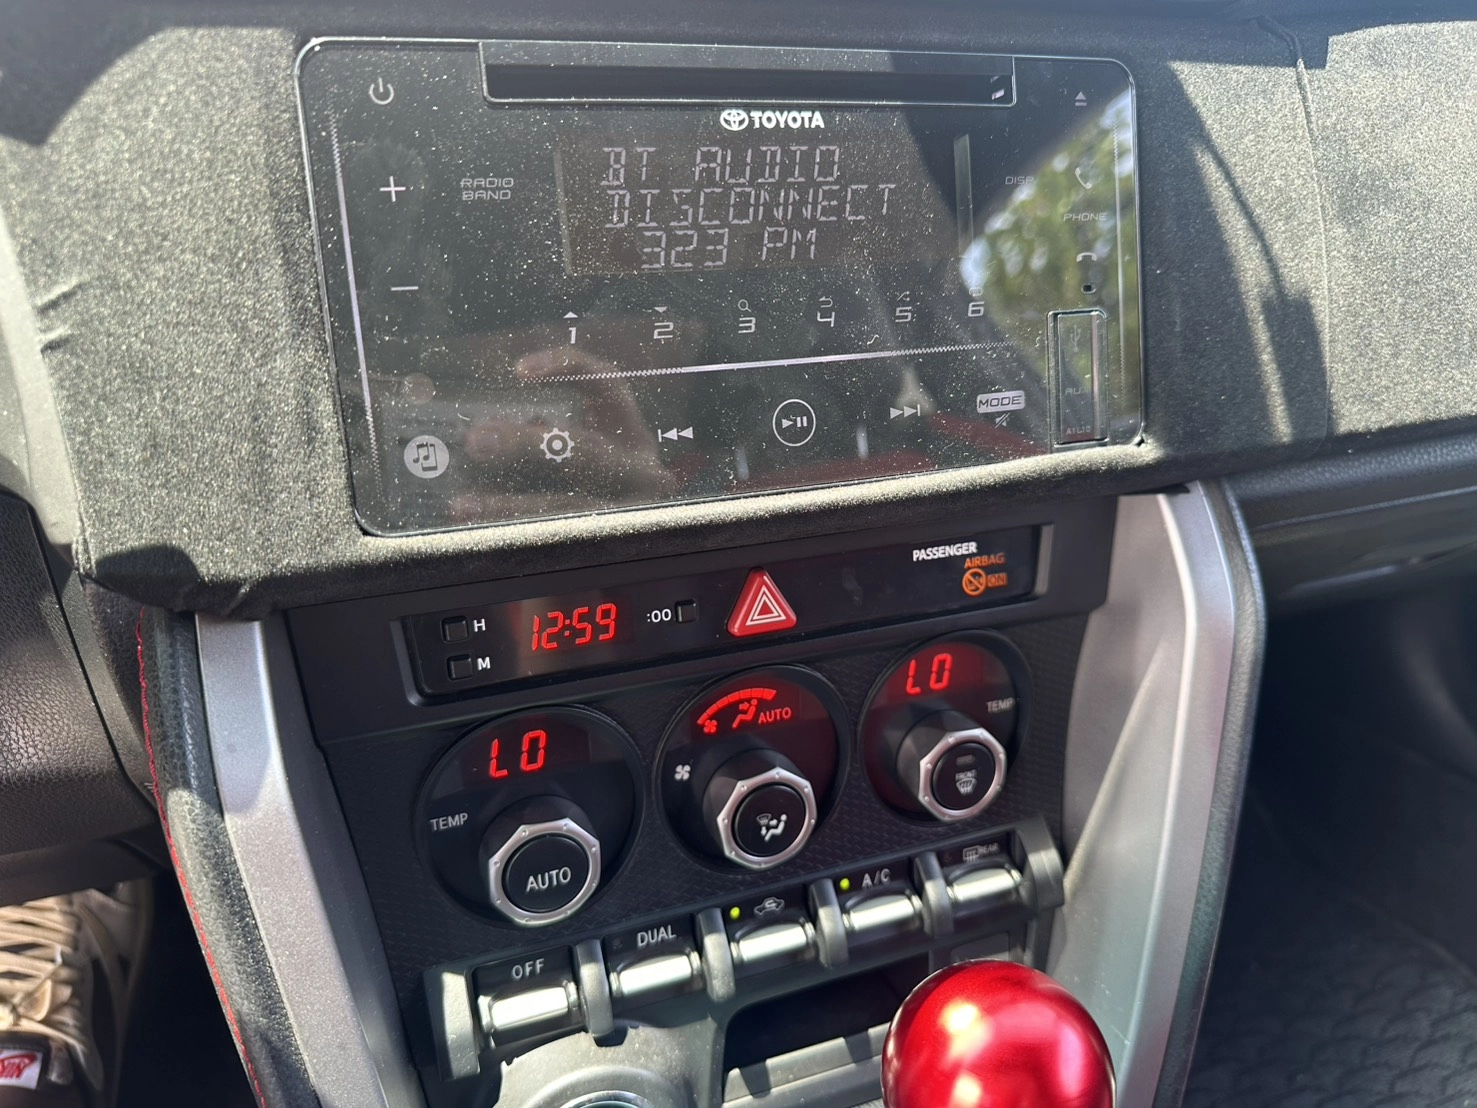 TOYOTA
BT AUDIO
DISCONNECT
323 PM
RADIO
BAND
DISP
PHONE
1
2
3
4
5
6
MODE
AUX
PASSENGER
AIRBAG
ON
H
12:59
:00
M
LO
AUTO
LO
TEMP
TEMP
FRONT
AUTO
A/C
REAR
DUAL
OFF